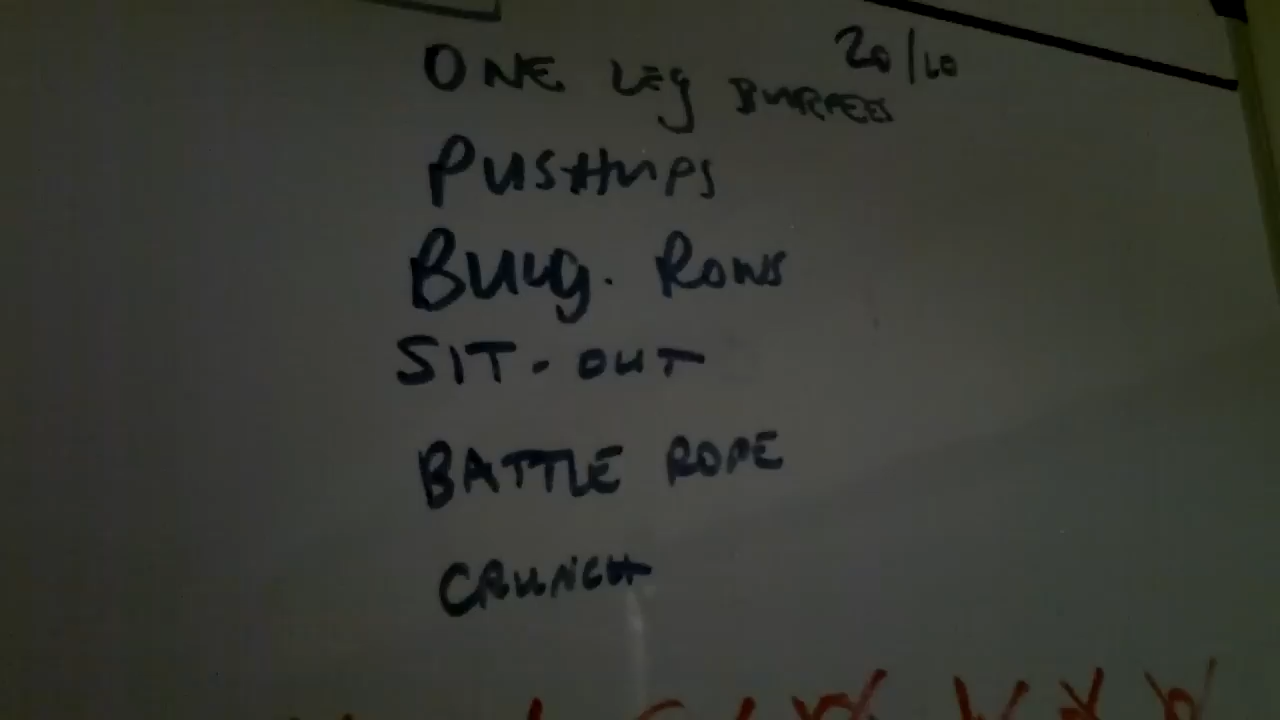 20/10
ONE LEG BURPEES
PUSHUPS
BULG. ROWS
SIT-OUT
BATTLE ROPE
CRUNCH